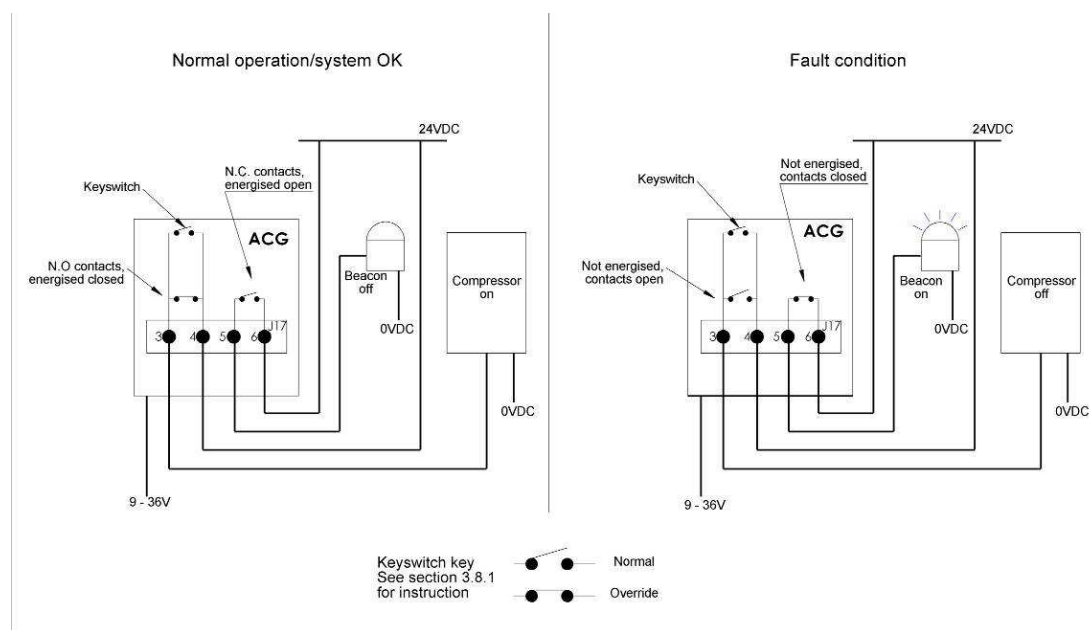 Normal operation/system OK
24VDC
N.C. contacts,
energised open
Keyswitch
ACG
N.O contacts,
energised closed
Beacon
off
Compressor
on
J17
3
4
5
6
0VDC
0VDC
9 - 36V
Fault condition
24VDC
Not energised,
contacts closed
Keyswitch
ACG
Not energised,
contacts open
Beacon
on
Compressor
off
J17
3
4
5
6
0VDC
0VDC
9 - 36V
Keyswitch key
See section 3.8.1
for instruction
Normal
Override